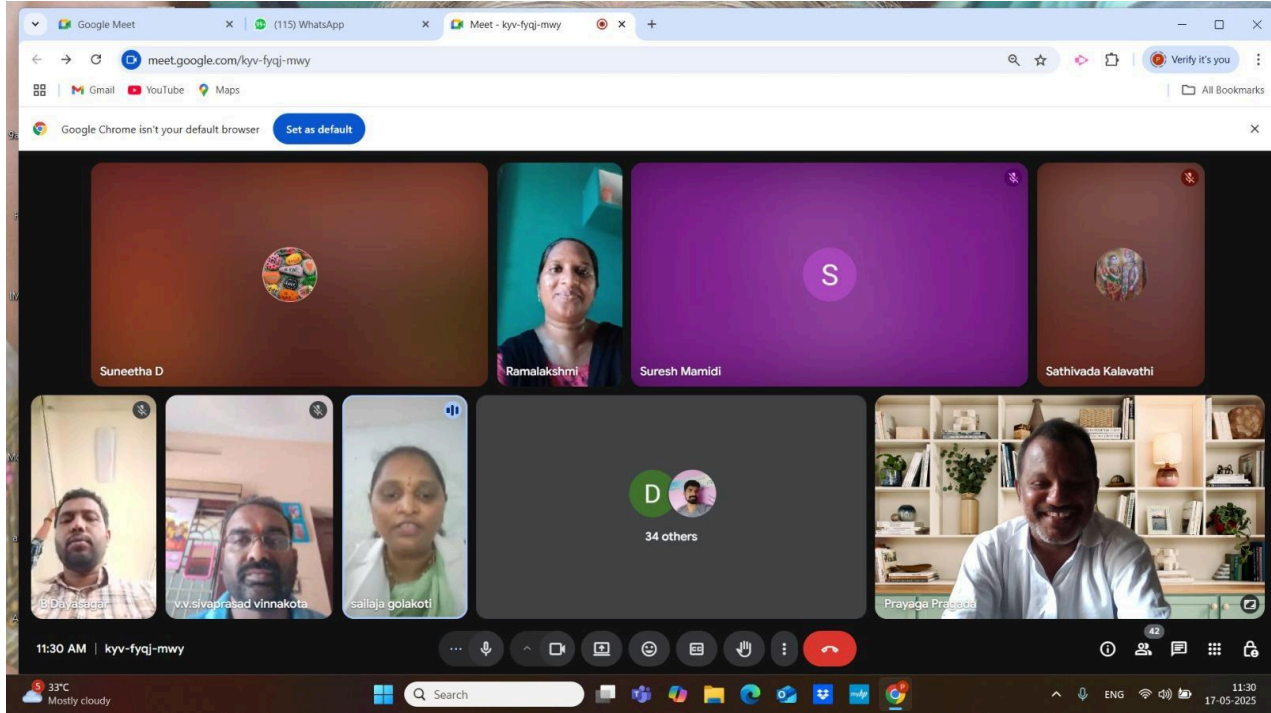 Google Meet
(115) WhatsApp
Meet - kyv-fyqj-mwy
meet.google.com/kyv-fyqj-mwy
Verify it's you
Gmail
YouTube
Maps
All Bookmarks
Google Chrome isn't your default browser
Set as default
S
Suneetha D
Ramalakshmi
Suresh Mamidi
Sathivada Kalavathi
D
34 others
B Dayasagar
v.v.sivaprasad vinnakota
sailaja golakoti
Prayaga Pragada
11:30 AM | kyv-fyqj-mwy
42
5
33°C
Mostly cloudy
Search
ENG
11:30
17-05-2025